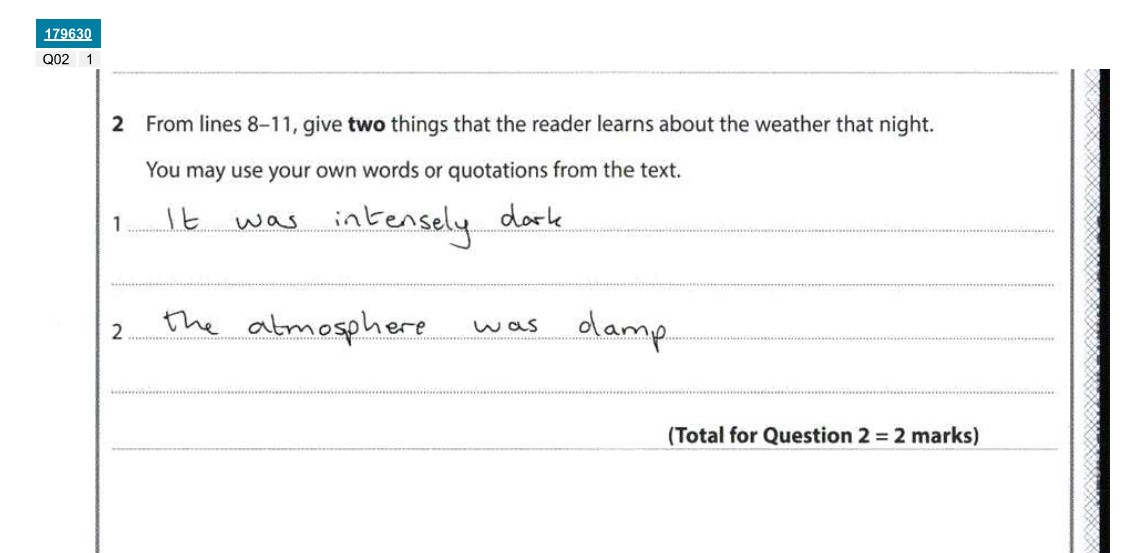 179630
Q02 1
2 From lines 8–11, give two things that the reader learns about the weather that night.
You may use your own words or quotations from the text.
1 It was intensely dark
2 the atmosphere was damp
(Total for Question 2 = 2 marks)